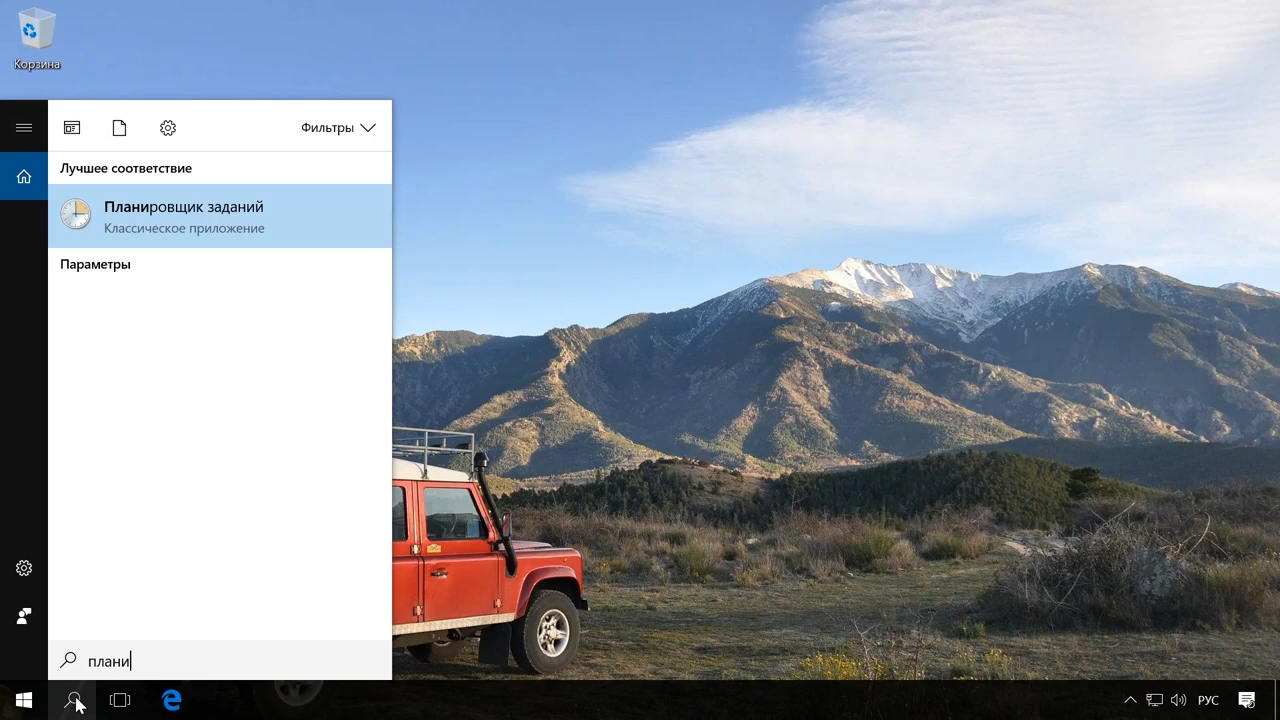 Корзина
Фильтры
Лучшее соответствие
Планировщик заданий
Классическое приложение
Параметры
плани
РУС